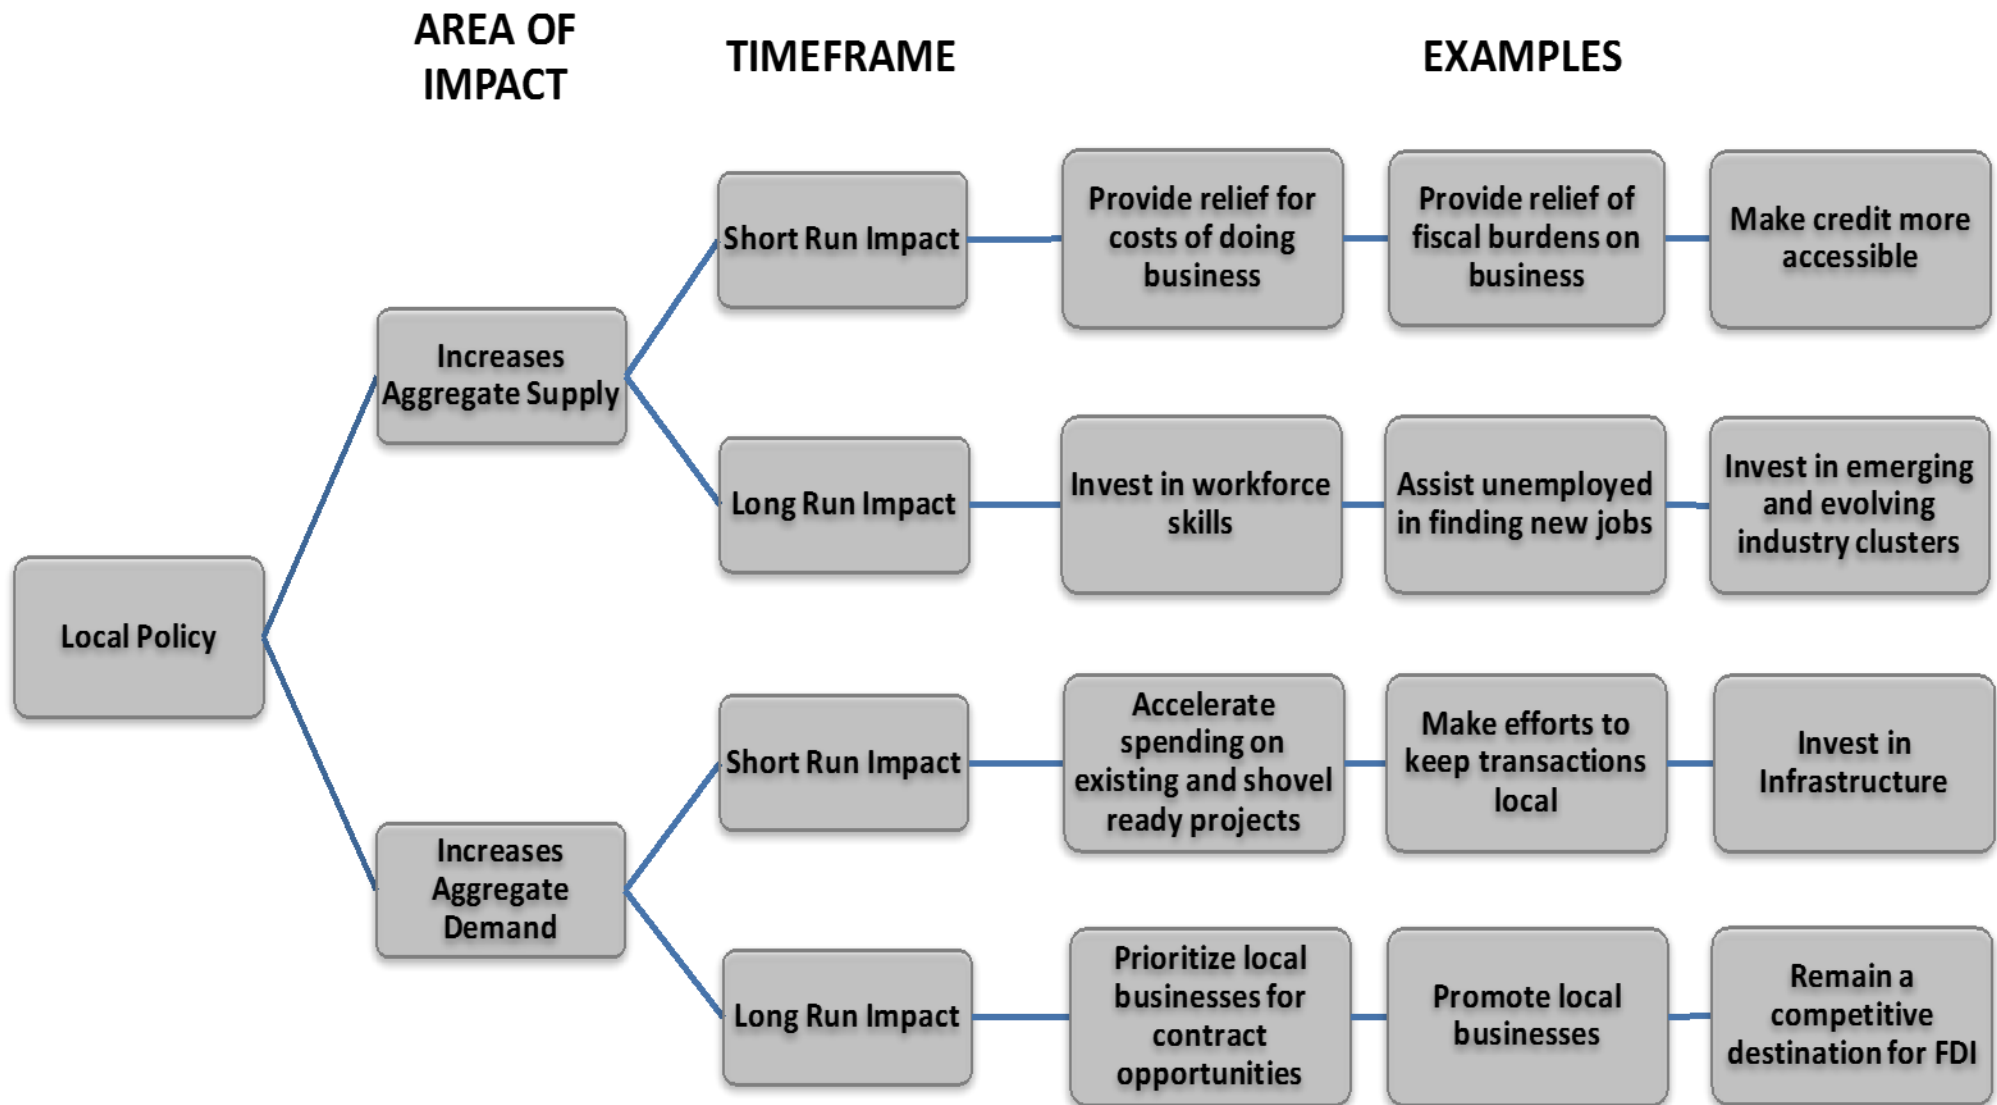 AREA OF
IMPACT
TIMEFRAME
EXAMPLES
Short Run Impact
Provide relief for
costs of doing
business
Provide relief of
fiscal burdens on
business
Make credit more
accessible
Increases
Aggregate Supply
Long Run Impact
Invest in workforce
skills
Assist unemployed
in finding new jobs
Invest in emerging
and evolving
industry clusters
Local Policy
Short Run Impact
Accelerate
spending on
existing and shovel
ready projects
Make efforts to
keep transactions
local
Invest in
Infrastructure
Increases
Aggregate
Demand
Long Run Impact
Prioritize local
businesses for
contract
opportunities
Promote local
businesses
Remain a
competitive
destination for FDI